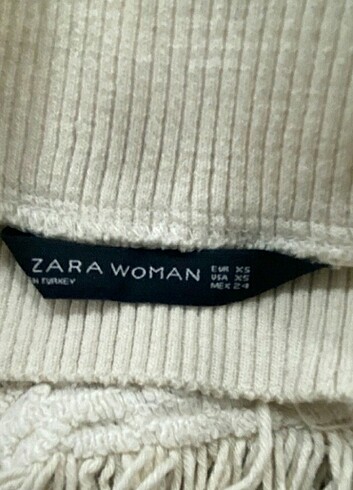 ZARA WOMAN
IN TURKEY
EUR XS
USA XS
MEX 24